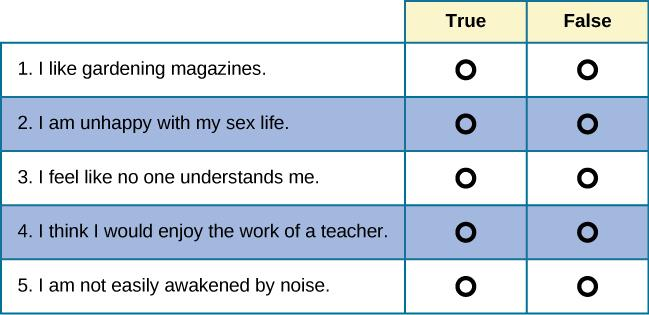 True False
1. I like gardening magazines.
2. I am unhappy with my sex life.
3. I feel like no one understands me.
4. I think I would enjoy the work of a teacher.
5. I am not easily awakened by noise.